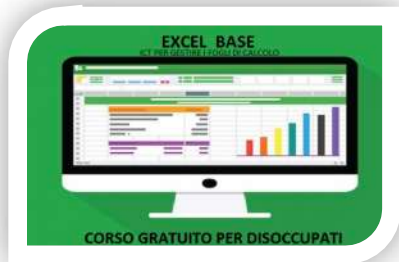 EXCEL BASE
ICT PER GESTIRE I FOGLI DI CALCOLO
CORSO GRATUITO PER DISOCCUPATI